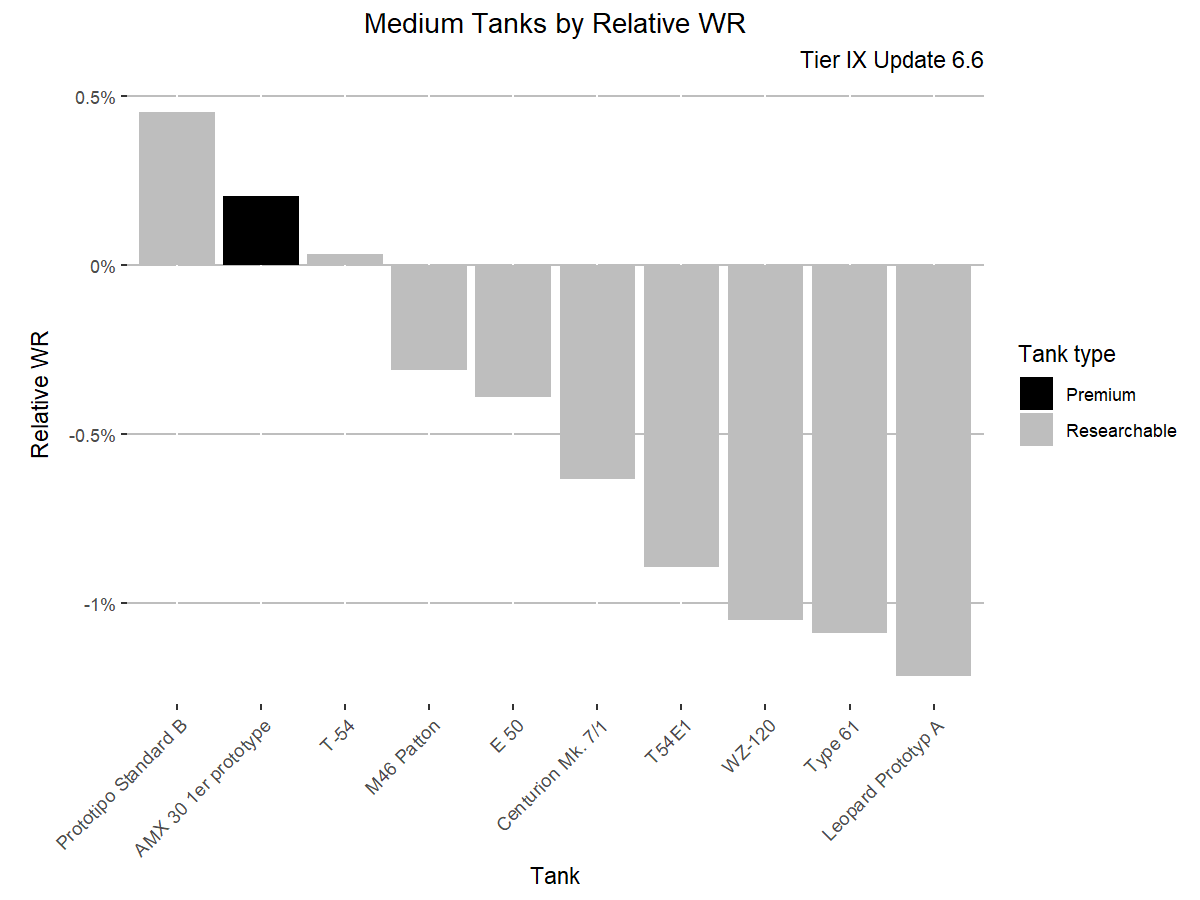 Medium Tanks by Relative WR
Tier IX Update 6.6
0.5%
0%
-0.5%
-1%
Relative WR
Prototipo Standard B
AMX 30 1er prototype
T-54
M46 Patton
E 50
Centurion Mk. 7/1
T54E1
WZ-120
Type 61
Leopard Prototyp A
Tank
Tank type
Premium
Researchable